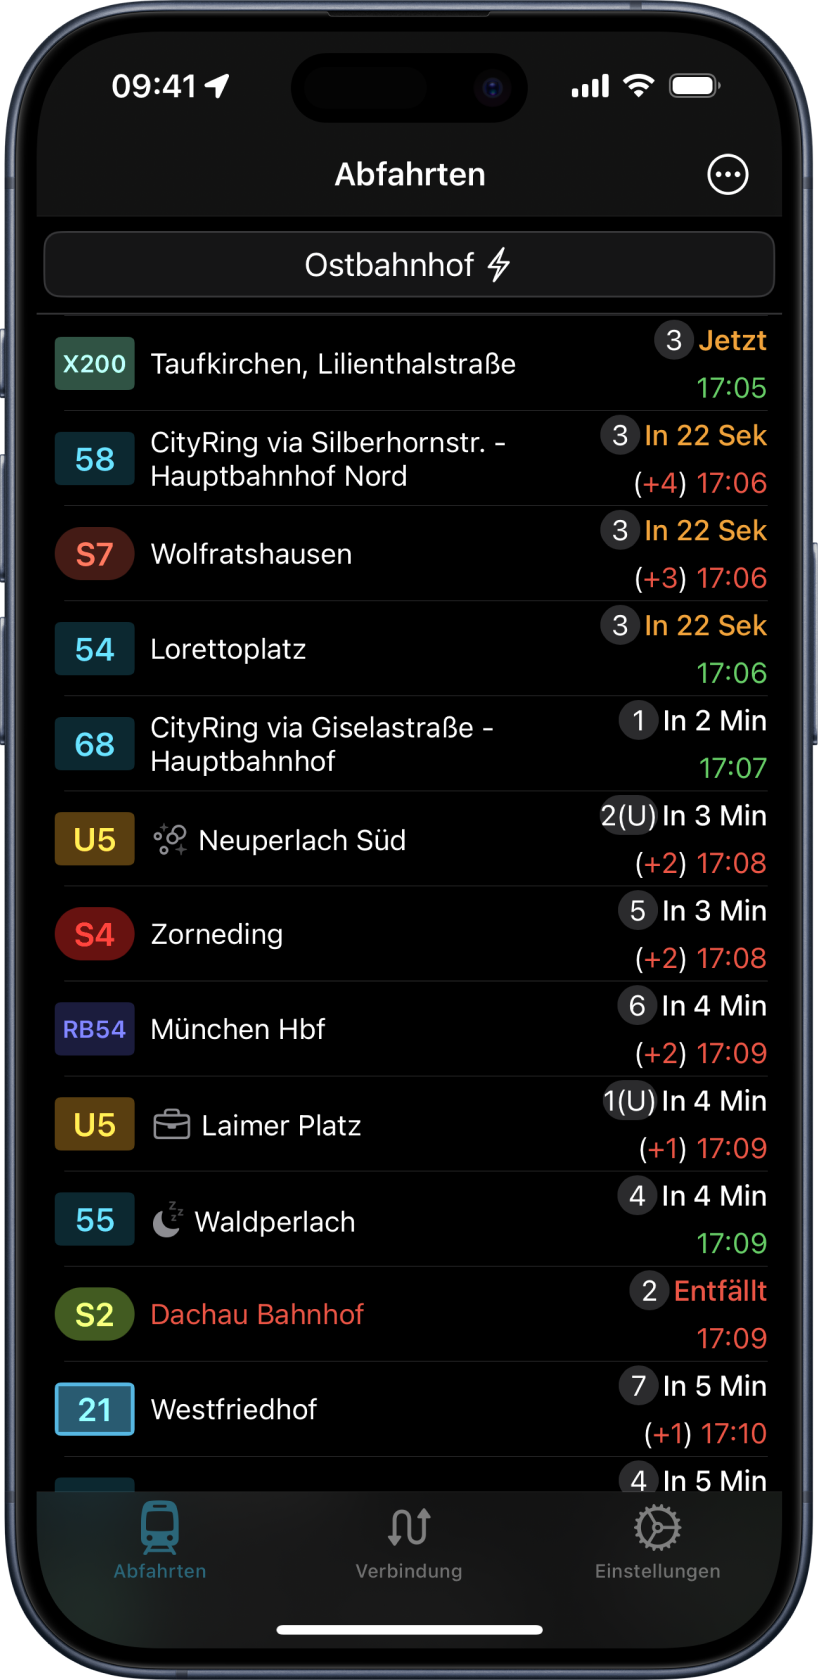 09:41
Abfahrten
Ostbahnhof
X200 Taufkirchen, Lilienthalstraße 3 Jetzt
17:05
58 CityRing via Silberhornstr. - 3 In 22 Sek
Hauptbahnhof Nord (+4) 17:06
S7 Wolfratshausen 3 In 22 Sek
(+3) 17:06
54 Lorettoplatz 3 In 22 Sek
17:06
68 CityRing via Giselastraße - 1 In 2 Min
Hauptbahnhof 17:07
U5 Neuperlach Süd 2(U) In 3 Min
(+2) 17:08
S4 Zorneding 5 In 3 Min
(+2) 17:08
RB54 München Hbf 6 In 4 Min
(+2) 17:09
U5 Laimer Platz 1(U) In 4 Min
(+1) 17:09
55 zzz Waldperlach 4 In 4 Min
17:09
S2 Dachau Bahnhof 2 Entfällt
17:09
21 Westfriedhof 7 In 5 Min
(+1) 17:10
4 In 5 Min
Abfahrten Verbindung Einstellungen